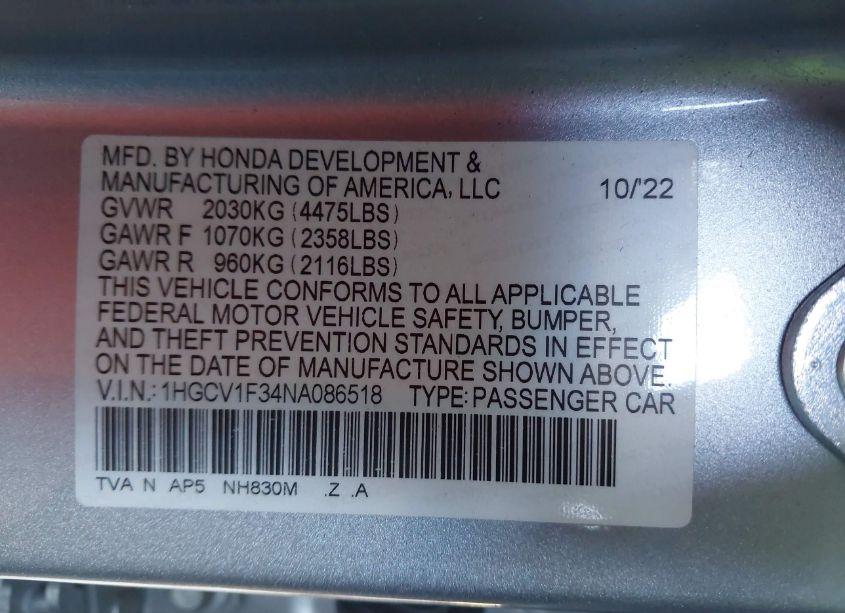 MFD. BY HONDA DEVELOPMENT &
MANUFACTURING OF AMERICA, LLC 10/'22
GVWR 2030KG (4475LBS)
GAWR F 1070KG (2358LBS)
GAWR R 960KG (2116LBS)
THIS VEHICLE CONFORMS TO ALL APPLICABLE
FEDERAL MOTOR VEHICLE SAFETY, BUMPER,
AND THEFT PREVENTION STANDARDS IN EFFECT
ON THE DATE OF MANUFACTURE SHOWN ABOVE.
V.I.N.: 1HGCV1F34NA086518 TYPE: PASSENGER CAR
TVA N AP5 NH830M .Z .A